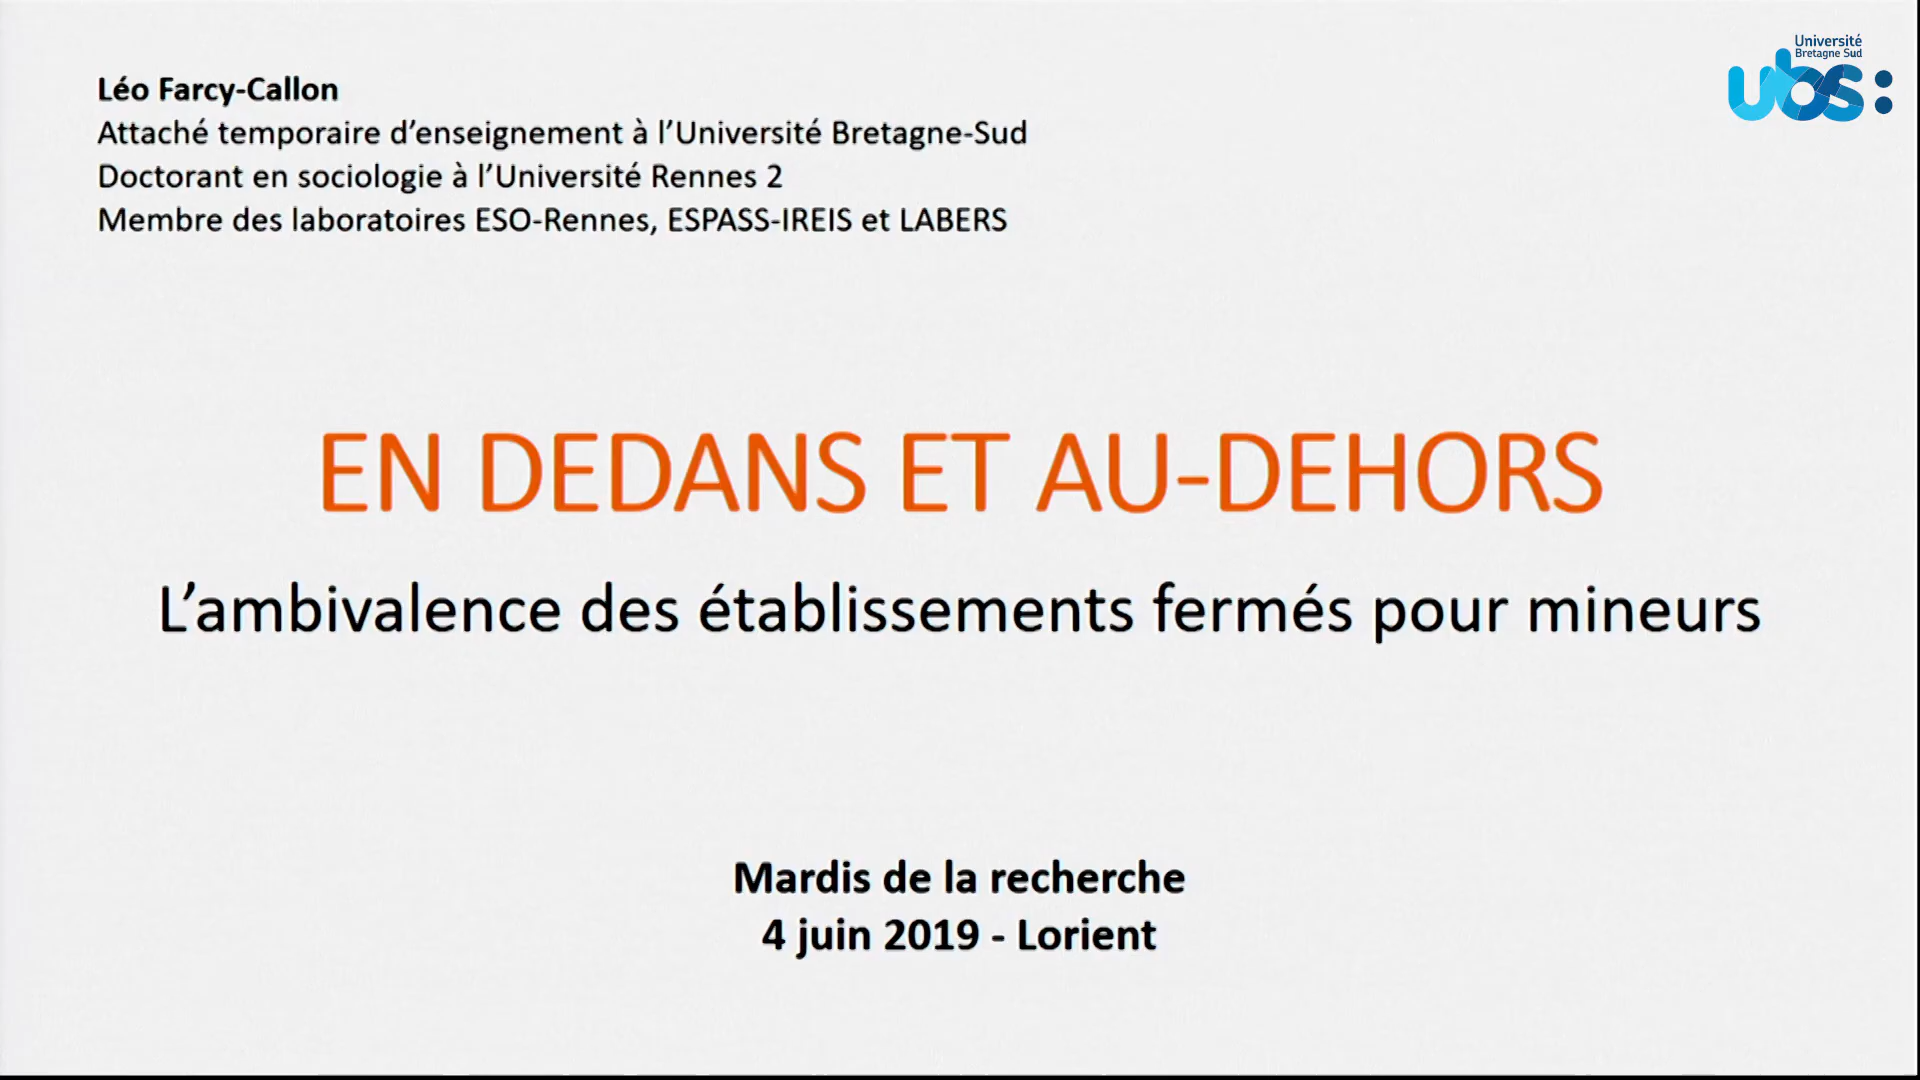 Université
Bretagne Sud
ubs:
Léo Farcy-Callon
Attaché temporaire d’enseignement à l’Université Bretagne-Sud
Doctorant en sociologie à l’Université Rennes 2
Membre des laboratoires ESO-Rennes, ESPASS-IREIS et LABERS
EN DEDANS ET AU-DEHORS
L’ambivalence des établissements fermés pour mineurs
Mardis de la recherche
4 juin 2019 - Lorient